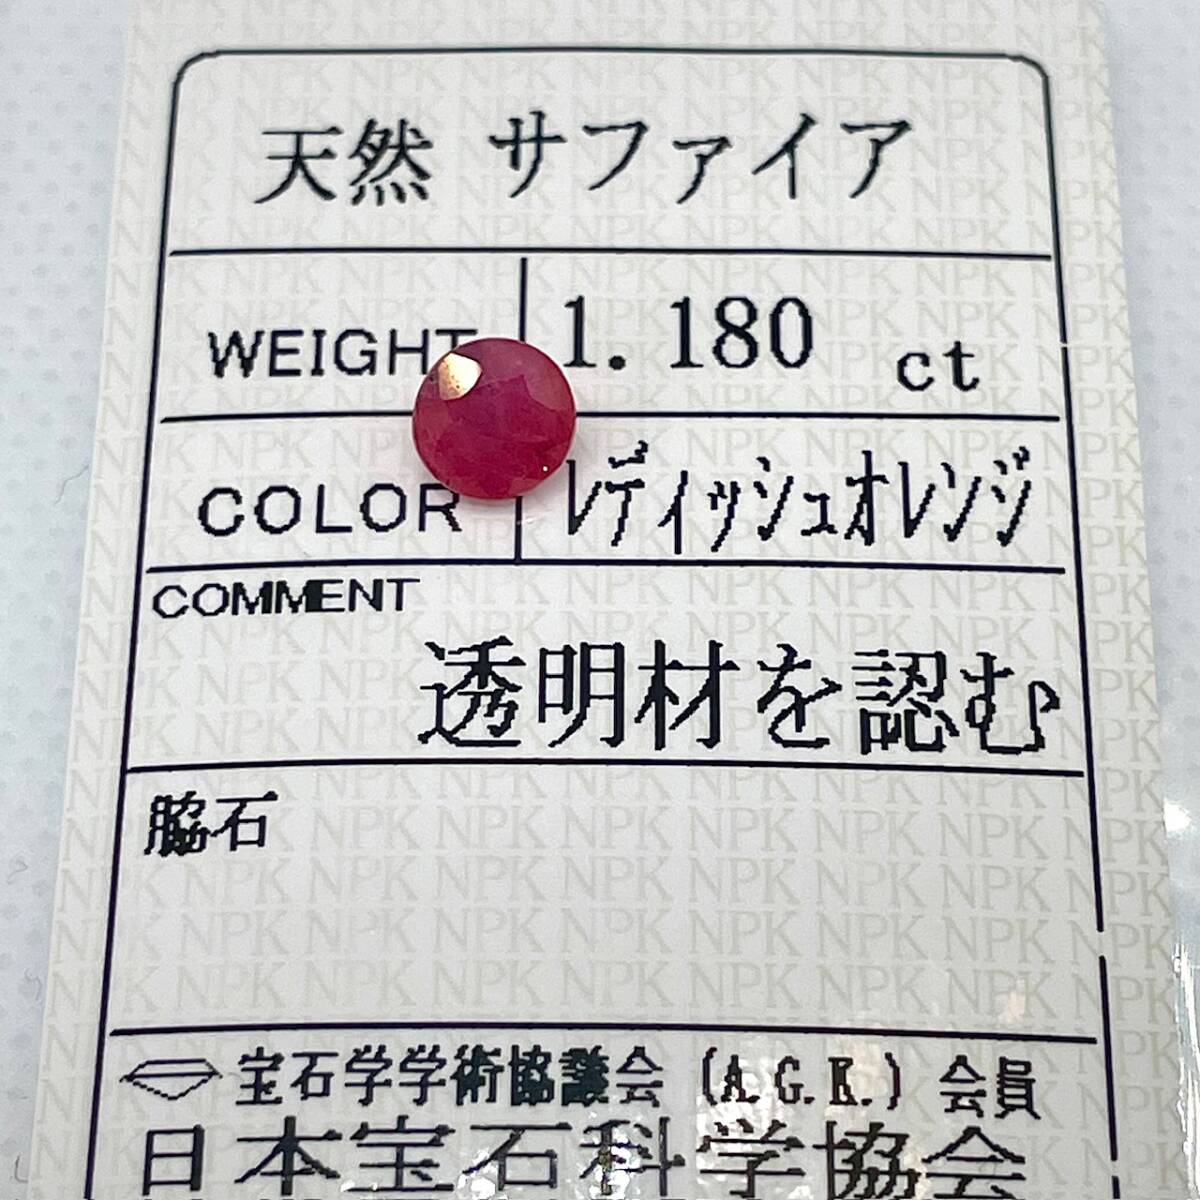 天然 サファイア
WEIGHT 1.180 ct
COLOR レディッシュオレンジ
COMMENT
透明材を認む
脇石
宝石学学術協議会 (A.G.K.) 会員
日本宝石科学協会